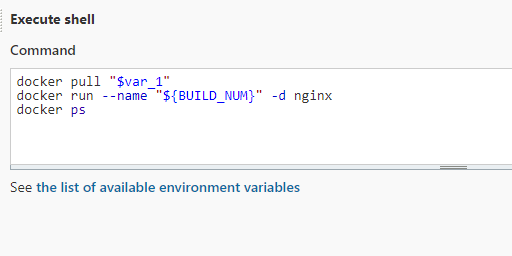 Execute shell
Command
docker pull "$var_1"
docker run --name "${BUILD_NUM}" -d nginx
docker ps
See the list of available environment variables